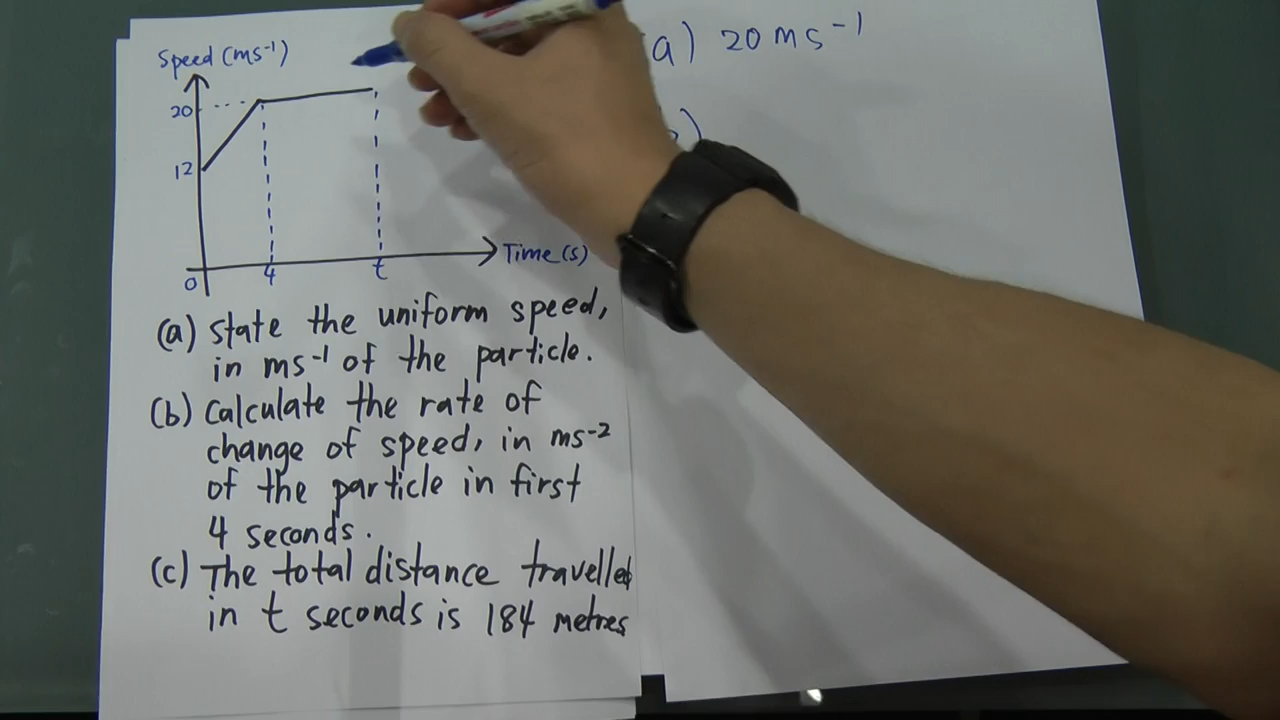 Speed (ms⁻¹)
20
12
0
4
t
Time (s)
(a) State the uniform speed,
in ms⁻¹ of the particle.
(b) Calculate the rate of
change of speed, in ms⁻²
of the particle in first
4 seconds.
(c) The total distance travelled
in t seconds is 184 metres
a) 20 ms⁻¹